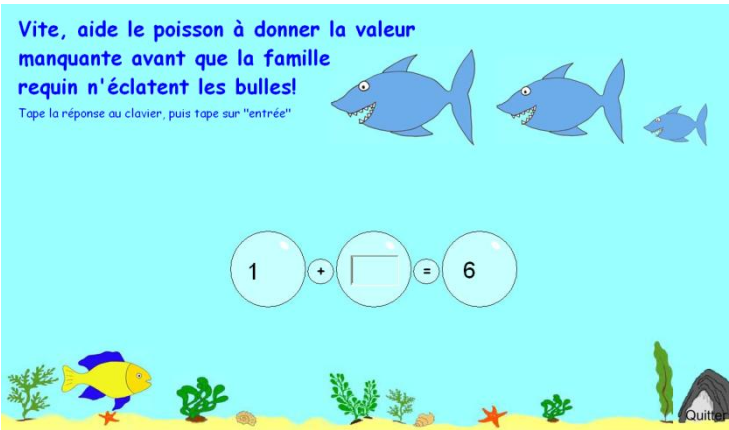 Vite, aide le poisson à donner la valeur
manquante avant que la famille
requin n'éclatent les bulles!
Tape la réponse au clavier, puis tape sur "entrée"
1 + = 6
Quitter